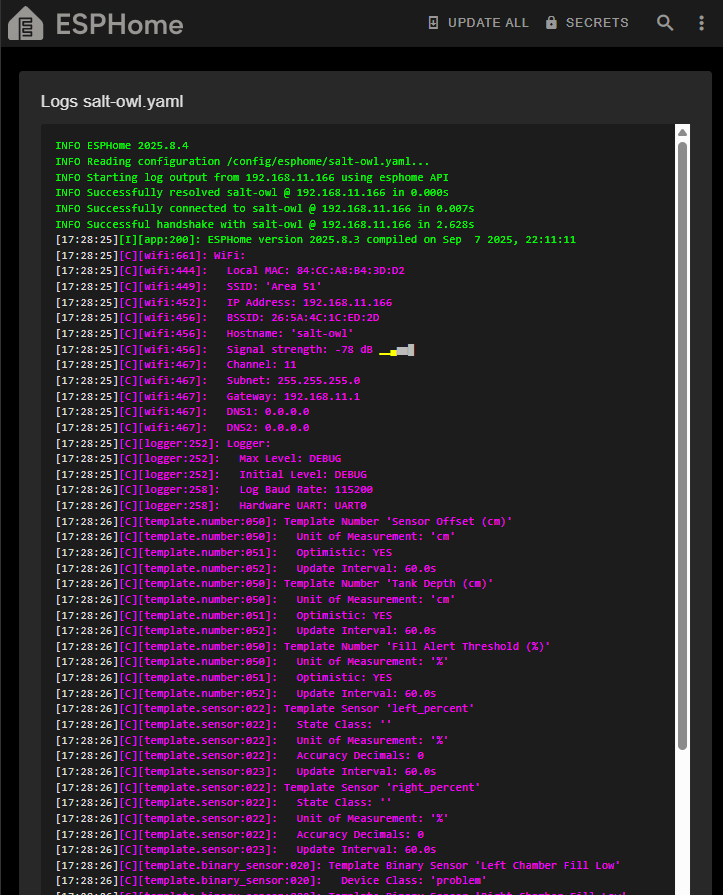 ESPHome
UPDATE ALL
SECRETS
Logs salt-owl.yaml
INFO ESPHome 2025.8.4
INFO Reading configuration /config/esphome/salt-owl.yaml...
INFO Starting log output from 192.168.11.166 using esphome API
INFO Successfully resolved salt-owl @ 192.168.11.166 in 0.000s
INFO Successfully connected to salt-owl @ 192.168.11.166 in 0.007s
INFO Successful handshake with salt-owl @ 192.168.11.166 in 2.628s
[17:28:25][I][app:200]: ESPHome version 2025.8.3 compiled on Sep  7 2025, 22:11:11
[17:28:25][C][wifi:661]: WiFi:
[17:28:25][C][wifi:444]:   Local MAC: 84:CC:A8:B4:3D:D2
[17:28:25][C][wifi:449]:   SSID: 'Area 51'
[17:28:25][C][wifi:452]:   IP Address: 192.168.11.166
[17:28:25][C][wifi:456]:   BSSID: 26:5A:4C:1C:ED:2D
[17:28:25][C][wifi:456]:   Hostname: 'salt-owl'
[17:28:25][C][wifi:456]:   Signal strength: -78 dB ▂▄▆█
[17:28:25][C][wifi:467]:   Channel: 11
[17:28:25][C][wifi:467]:   Subnet: 255.255.255.0
[17:28:25][C][wifi:467]:   Gateway: 192.168.11.1
[17:28:25][C][wifi:467]:   DNS1: 0.0.0.0
[17:28:25][C][wifi:467]:   DNS2: 0.0.0.0
[17:28:25][C][logger:252]: Logger:
[17:28:25][C][logger:252]:   Max Level: DEBUG
[17:28:25][C][logger:252]:   Initial Level: DEBUG
[17:28:26][C][logger:258]:   Log Baud Rate: 115200
[17:28:26][C][logger:258]:   Hardware UART: UART0
[17:28:26][C][template.number:050]: Template Number 'Sensor Offset (cm)'
[17:28:26][C][template.number:050]:   Unit of Measurement: 'cm'
[17:28:26][C][template.number:051]:   Optimistic: YES
[17:28:26][C][template.number:052]:   Update Interval: 60.0s
[17:28:26][C][template.number:050]: Template Number 'Tank Depth (cm)'
[17:28:26][C][template.number:050]:   Unit of Measurement: 'cm'
[17:28:26][C][template.number:051]:   Optimistic: YES
[17:28:26][C][template.number:052]:   Update Interval: 60.0s
[17:28:26][C][template.number:050]: Template Number 'Fill Alert Threshold (%)'
[17:28:26][C][template.number:050]:   Unit of Measurement: '%'
[17:28:26][C][template.number:051]:   Optimistic: YES
[17:28:26][C][template.number:052]:   Update Interval: 60.0s
[17:28:26][C][template.sensor:022]: Template Sensor 'left_percent'
[17:28:26][C][template.sensor:022]:   State Class: ''
[17:28:26][C][template.sensor:022]:   Unit of Measurement: '%'
[17:28:26][C][template.sensor:022]:   Accuracy Decimals: 0
[17:28:26][C][template.sensor:023]:   Update Interval: 60.0s
[17:28:26][C][template.sensor:022]: Template Sensor 'right_percent'
[17:28:26][C][template.sensor:022]:   State Class: ''
[17:28:26][C][template.sensor:022]:   Unit of Measurement: '%'
[17:28:26][C][template.sensor:022]:   Accuracy Decimals: 0
[17:28:26][C][template.sensor:023]:   Update Interval: 60.0s
[17:28:26][C][template.binary_sensor:020]: Template Binary Sensor 'Left Chamber Fill Low'
[17:28:26][C][template.binary_sensor:020]:   Device Class: 'problem'